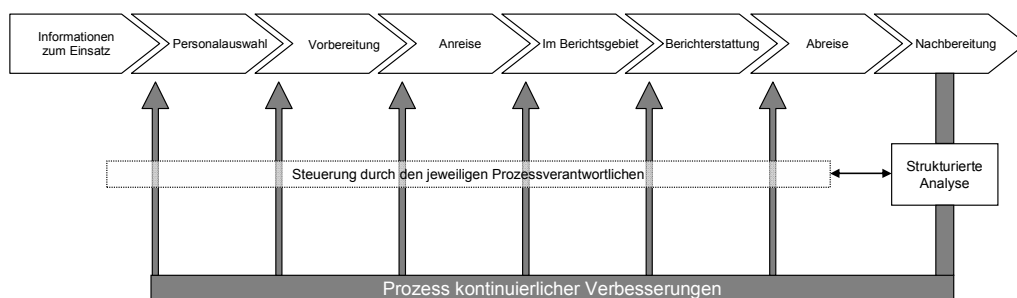 Informationen
zum Einsatz
Personalauswahl
Vorbereitung
Anreise
Im Berichtsgebiet
Berichterstattung
Abreise
Nachbereitung
Steuerung durch den jeweiligen Prozessverantwortlichen
Strukturierte
Analyse
Prozess kontinuierlicher Verbesserungen